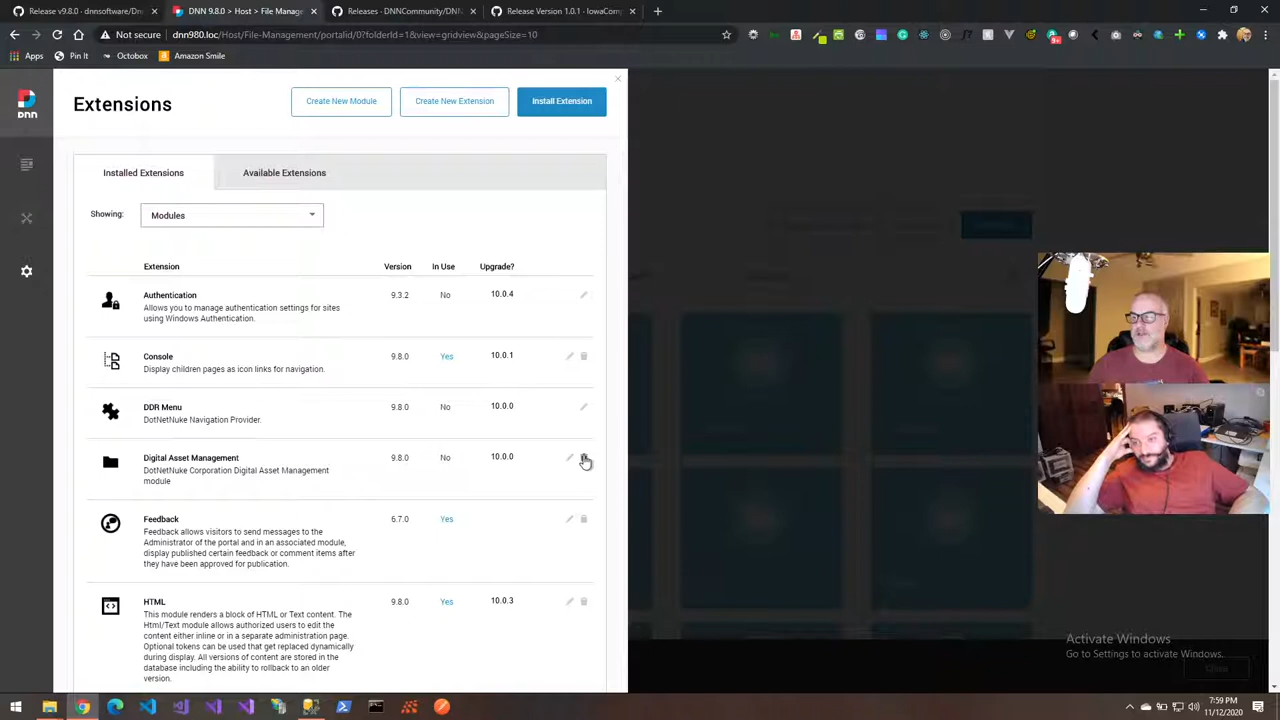 Release v9.8.0 · dnnsoftware/Dn
DNN 9.8.0 > Host > File Manage
Releases · DNNCommunity/DNN
Release Version 1.0.1 · IowaComp
Not secure
dnn980.loc/Host/File-Management/portalid/0?folderId=1&view=gridview&pageSize=10
Apps
Pin It
Octobox
Amazon Smile
DNN
Extensions
Create New Module
Create New Extension
Install Extension
Installed Extensions
Available Extensions
Showing:
Modules
Extension
Version
In Use
Upgrade?
Authentication
9.3.2
No
10.0.4
Allows you to manage authentication settings for sites
using Windows Authentication.
Console
9.8.0
Yes
10.0.1
Display children pages as icon links for navigation.
DDR Menu
9.8.0
No
10.0.0
DotNetNuke Navigation Provider.
Digital Asset Management
9.8.0
No
10.0.0
DotNetNuke Corporation Digital Asset Management
module
Feedback
6.7.0
Yes
Feedback allows visitors to send messages to the
Administrator of the portal and in an associated module,
display published certain feedback or comment items after
they have been approved for publication.
HTML
9.8.0
Yes
10.0.3
This module renders a block of HTML or Text content. The
Html/Text module allows authorized users to edit the
content either inline or in a separate administration page.
Optional tokens can be used that get replaced dynamically
during display. All versions of content are stored in the
database including the ability to rollback to an older
version.
Activate Windows
Go to Settings to activate Windows.
Close
7:59 PM
11/12/2020